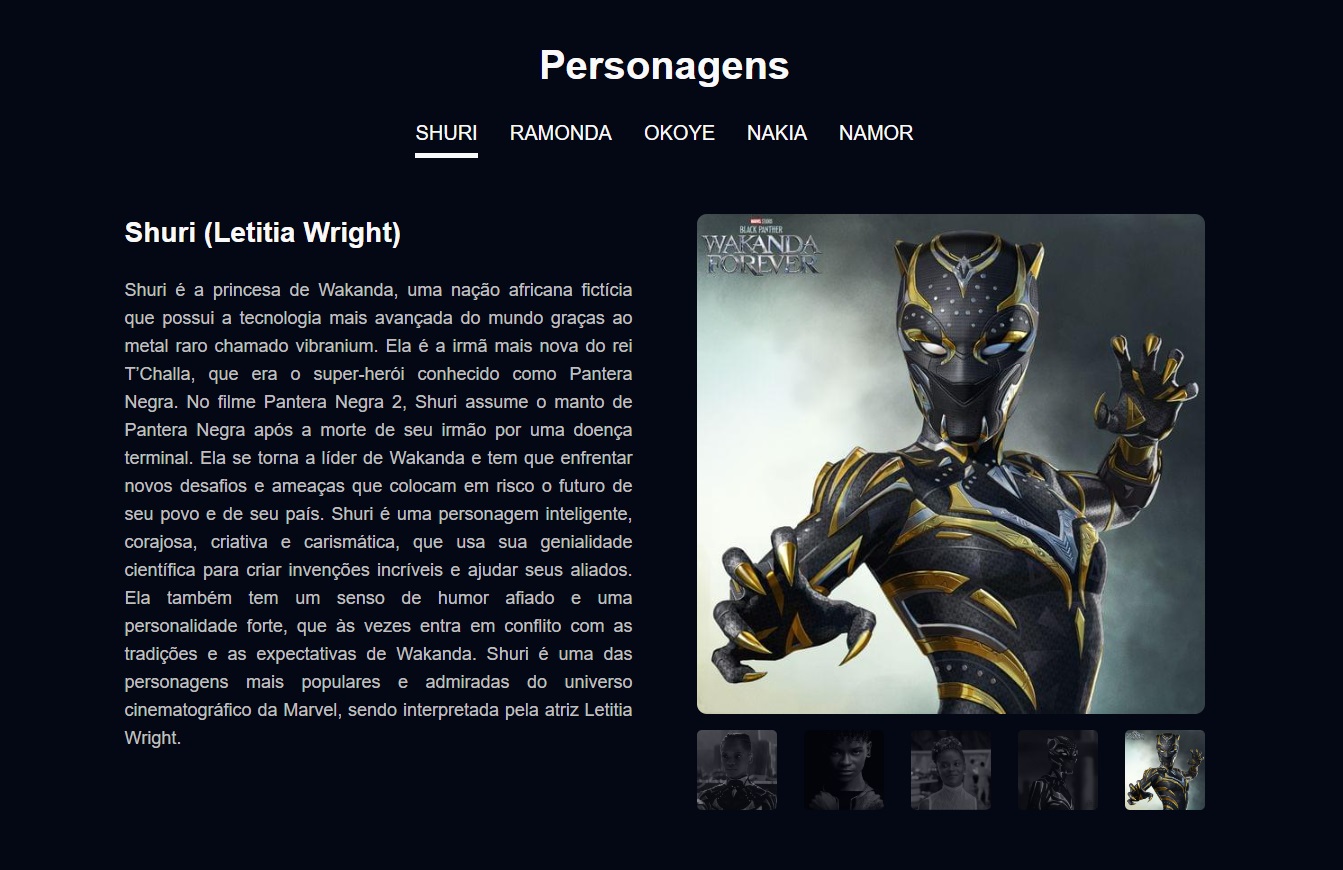 Personagens
SHURI RAMONDA OKOYE NAKIA NAMOR
Shuri (Letitia Wright)
Shuri é a princesa de Wakanda, uma nação africana fictícia
que possui a tecnologia mais avançada do mundo graças ao
metal raro chamado vibranium. Ela é a irmã mais nova do rei
T'Challa, que era o super-herói conhecido como Pantera
Negra. No filme Pantera Negra 2, Shuri assume o manto de
Pantera Negra após a morte de seu irmão por uma doença
terminal. Ela se torna a líder de Wakanda e tem que enfrentar
novos desafios e ameaças que colocam em risco o futuro de
seu povo e de seu país. Shuri é uma personagem inteligente,
corajosa, criativa e carismática, que usa sua genialidade
científica para criar invenções incríveis e ajudar seus aliados.
Ela também tem um senso de humor afiado e uma
personalidade forte, que às vezes entra em conflito com as
tradições e as expectativas de Wakanda. Shuri é uma das
personagens mais populares e admiradas do universo
cinematográfico da Marvel, sendo interpretada pela atriz Letitia
Wright.
MARVEL STUDIOS
BLACK PANTHER
WAKANDA
FOREVER